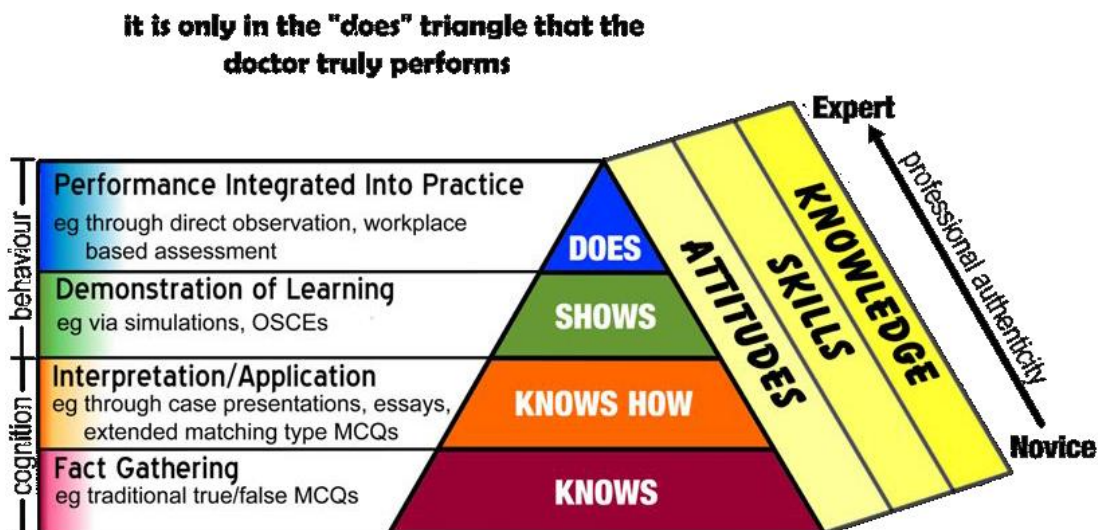 it is only in the "does" triangle that the
doctor truly performs
Expert
professional authenticity
Novice
behaviour
cognition
Performance Integrated Into Practice
eg through direct observation, workplace
based assessment
DOES
Demonstration of Learning
eg via simulations, OSCEs
SHOWS
Interpretation/Application
eg through case presentations, essays,
extended matching type MCQs
KNOWS HOW
Fact Gathering
eg traditional true/false MCQs
KNOWS
ATTITUDES
SKILLS
KNOWLEDGE